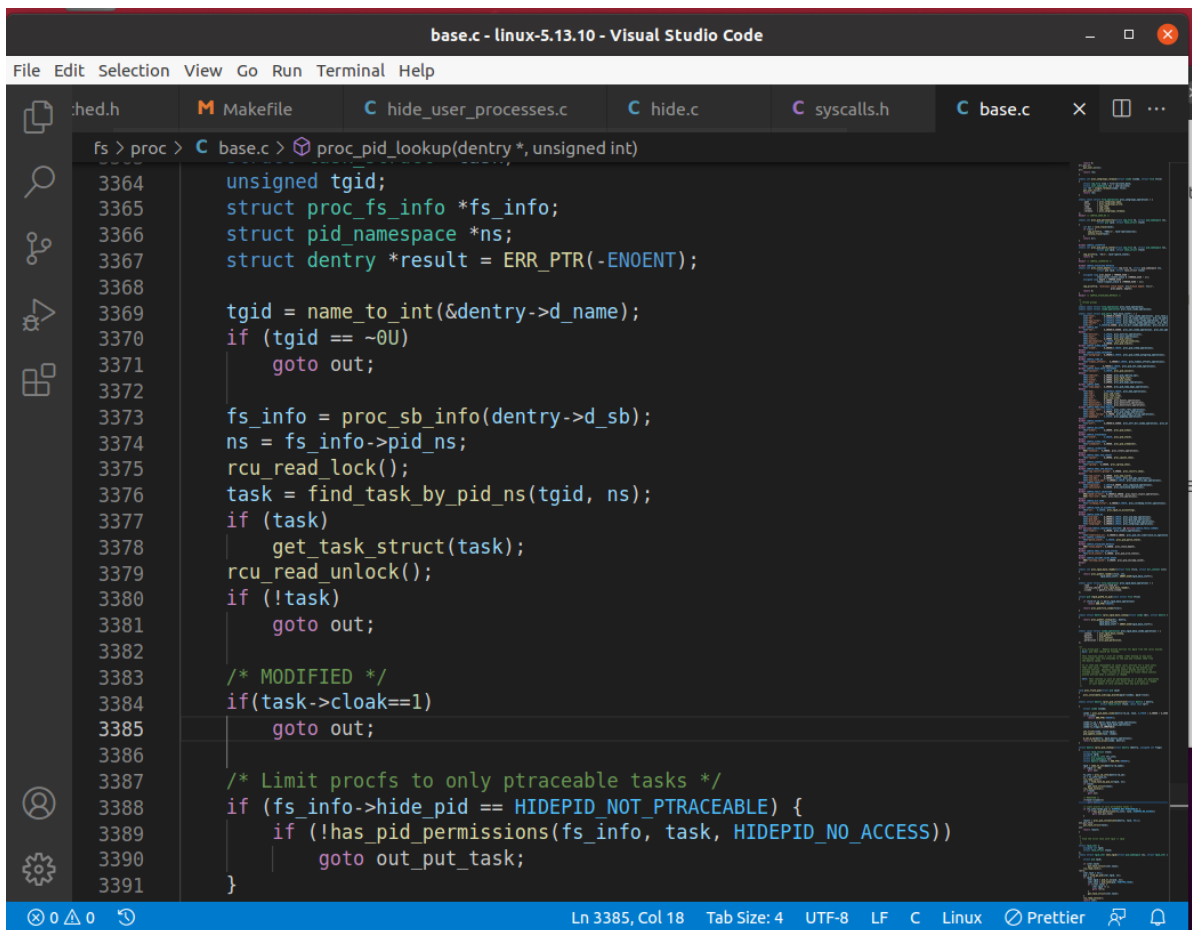 base.c - linux-5.13.10 - Visual Studio Code
File Edit Selection View Go Run Terminal Help
hed.h Makefile hide_user_processes.c hide.c syscalls.h base.c
fs > proc > C base.c > proc_pid_lookup(dentry *, unsigned int)
3364 unsigned tgid;
3365 struct proc_fs_info *fs_info;
3366 struct pid_namespace *ns;
3367 struct dentry *result = ERR_PTR(-ENOENT);
3368
3369 tgid = name_to_int(&dentry->d_name);
3370 if (tgid == ~0U)
3371 goto out;
3372
3373 fs_info = proc_sb_info(dentry->d_sb);
3374 ns = fs_info->pid_ns;
3375 rcu_read_lock();
3376 task = find_task_by_pid_ns(tgid, ns);
3377 if (task)
3378 get_task_struct(task);
3379 rcu_read_unlock();
3380 if (!task)
3381 goto out;
3382
3383 /* MODIFIED */
3384 if(task->cloak==1)
3385 goto out;
3386
3387 /* Limit procfs to only ptraceable tasks */
3388 if (fs_info->hide_pid == HIDEPID_NOT_PTRACEABLE) {
3389 if (!has_pid_permissions(fs_info, task, HIDEPID_NO_ACCESS))
3390 goto out_put_task;
3391 }
0 0 Ln 3385, Col 18 Tab Size: 4 UTF-8 LF C Linux Prettier